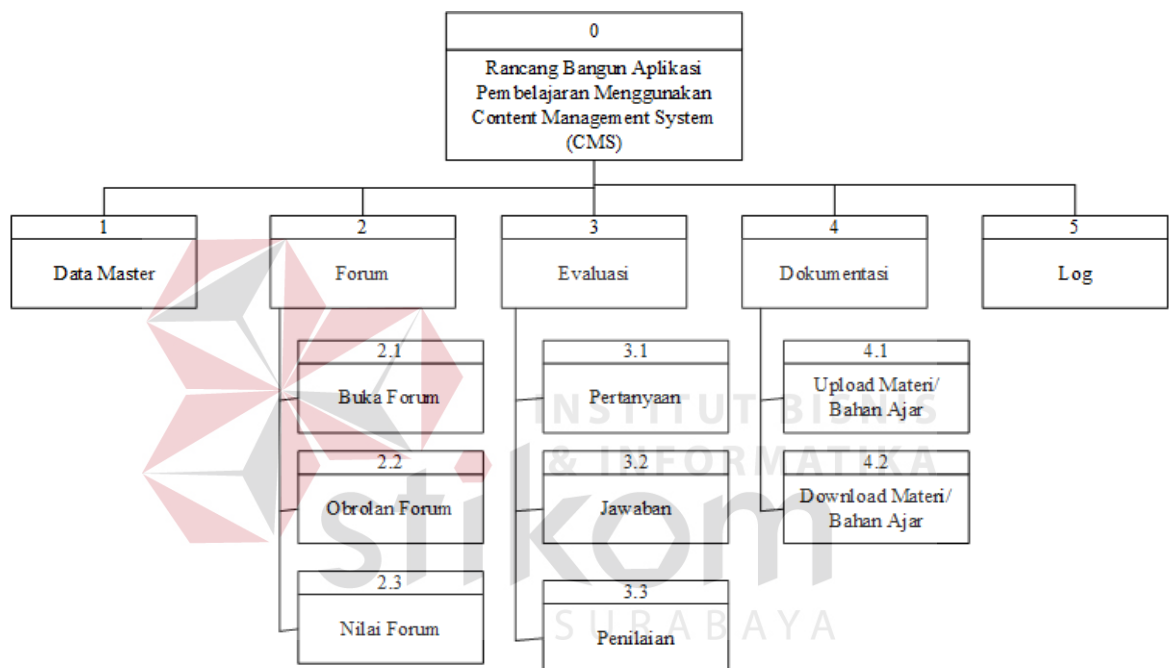 0
Rancang Bangun Aplikasi
Pembelajaran Menggunakan
Content Management System
(CMS)
1
Data Master
2
Forum
3
Evaluasi
4
Dokumentasi
5
Log
2.1
Buka Forum
2.2
Obrolan Forum
2.3
Nilai Forum
3.1
Pertanyaan
3.2
Jawaban
3.3
Penilaian
4.1
Upload Materi/
Bahan Ajar
4.2
Download Materi/
Bahan Ajar
INSTITUT BISNIS
& INFORMATIKA
stikom
SURABAYA